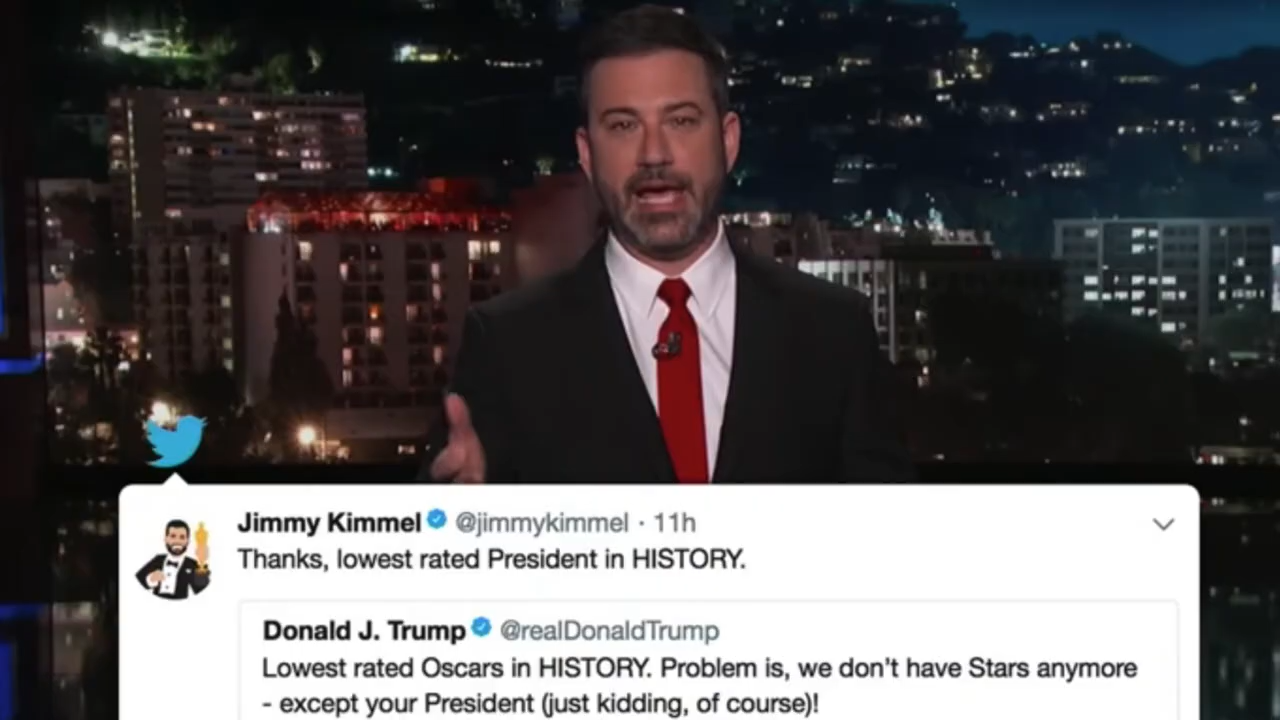 Jimmy Kimmel @jimmykimmel · 11h
Thanks, lowest rated President in HISTORY.
Donald J. Trump @realDonaldTrump
Lowest rated Oscars in HISTORY. Problem is, we don't have Stars anymore
- except your President (just kidding, of course)!